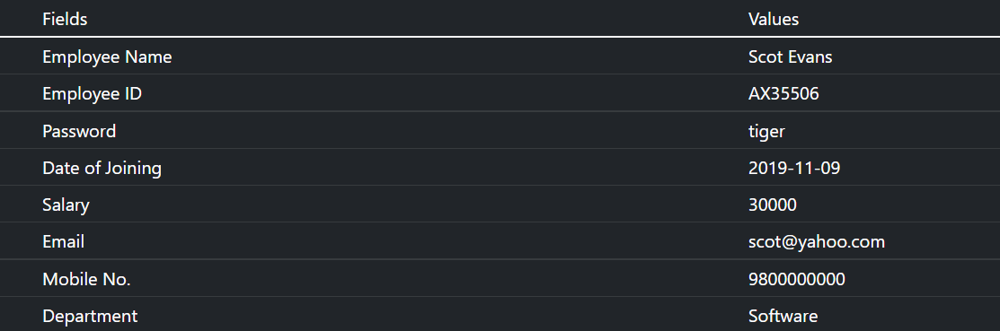 Fields Values
Employee Name Scot Evans
Employee ID AX35506
Password tiger
Date of Joining 2019-11-09
Salary 30000
Email scot@yahoo.com
Mobile No. 9800000000
Department Software